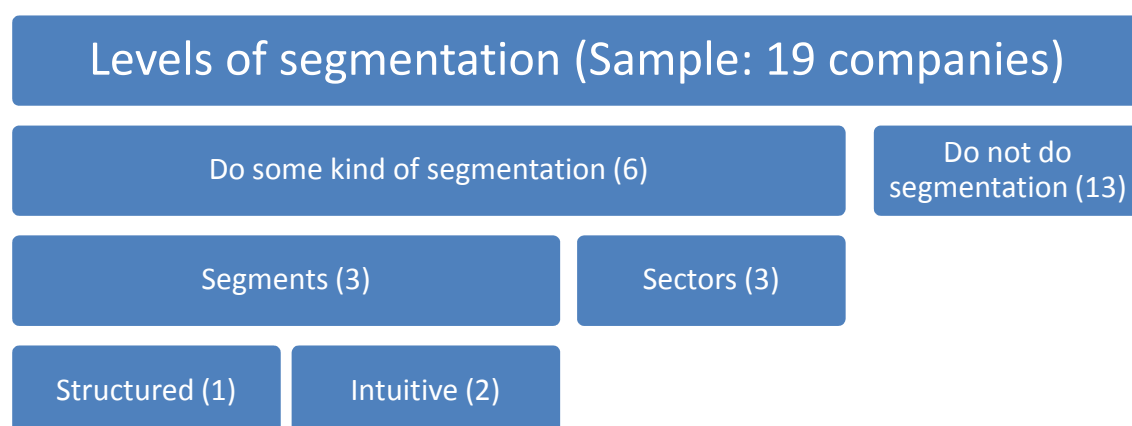 Levels of segmentation (Sample: 19 companies)
Do some kind of segmentation (6)
Do not do
segmentation (13)
Segments (3)
Sectors (3)
Structured (1)
Intuitive (2)